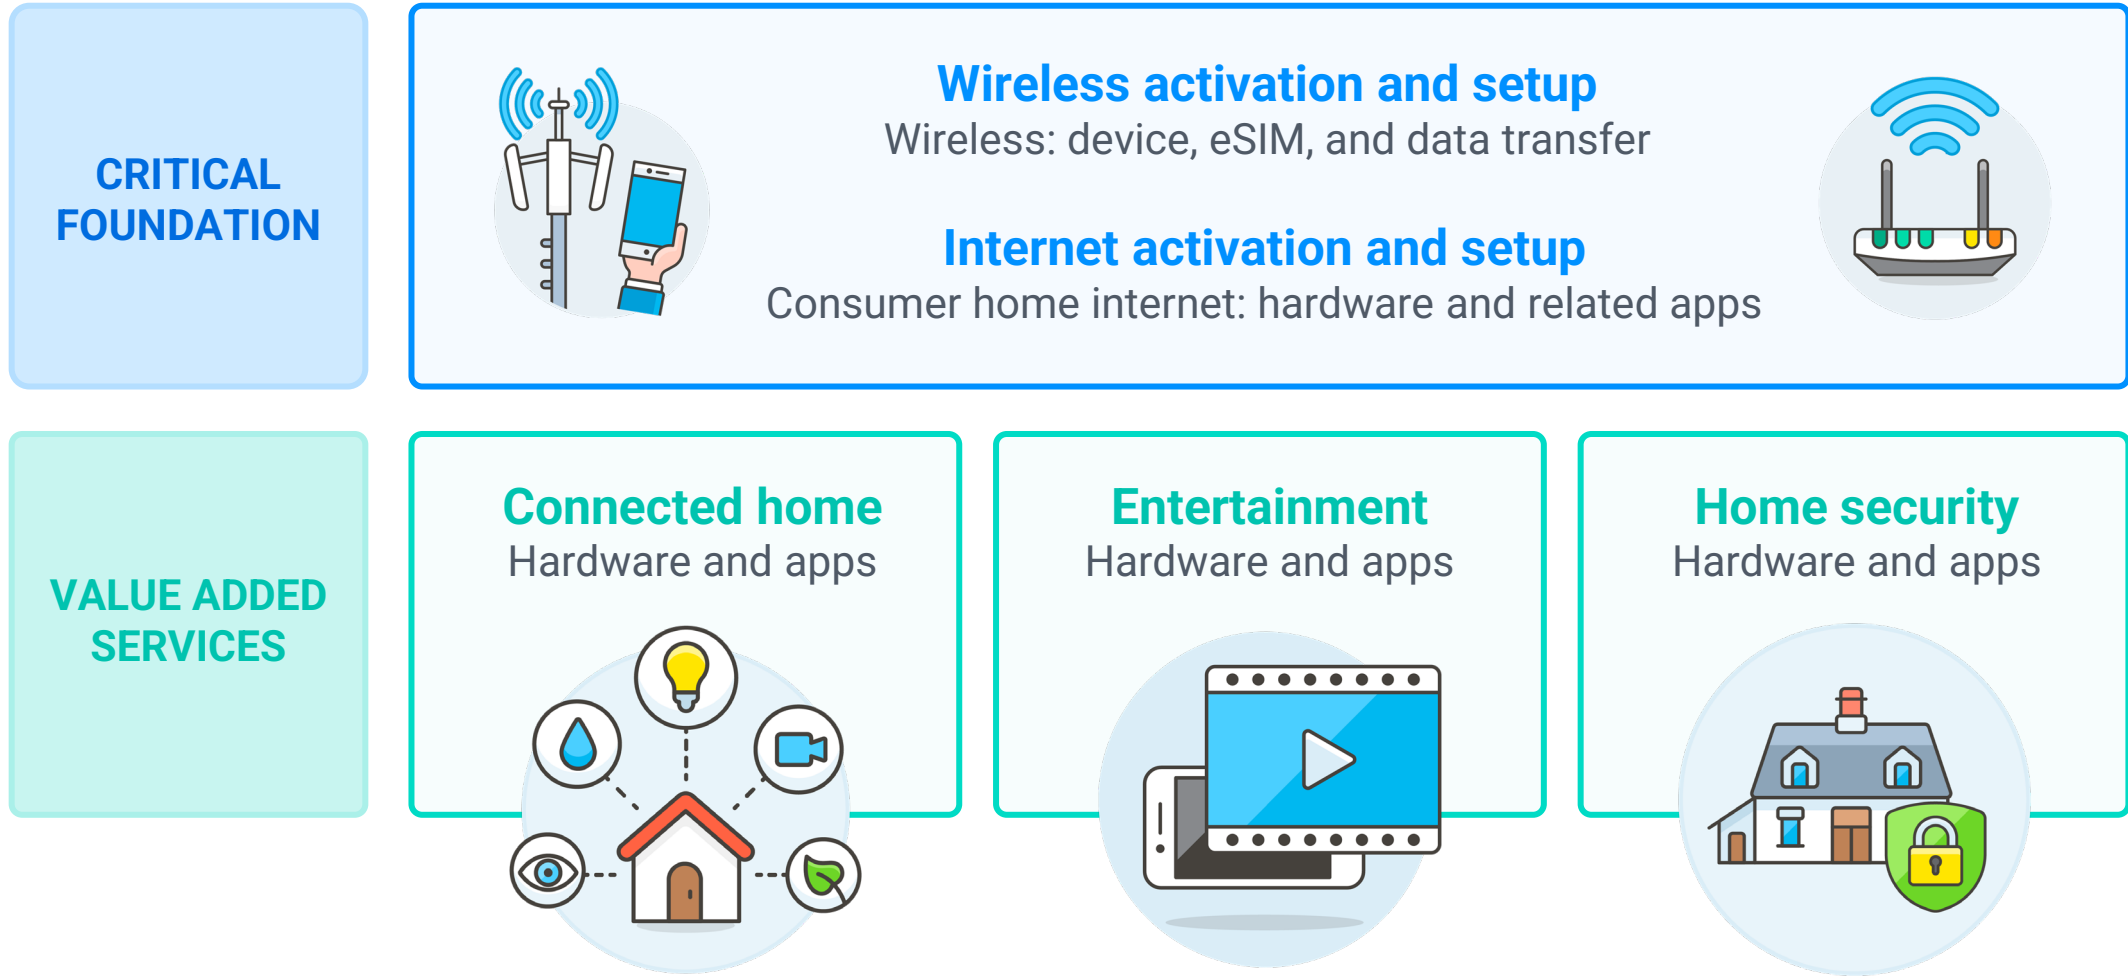 CRITICAL
FOUNDATION
Wireless activation and setup
Wireless: device, eSIM, and data transfer
Internet activation and setup
Consumer home internet: hardware and related apps
VALUE ADDED
SERVICES
Connected home
Hardware and apps
Entertainment
Hardware and apps
Home security
Hardware and apps